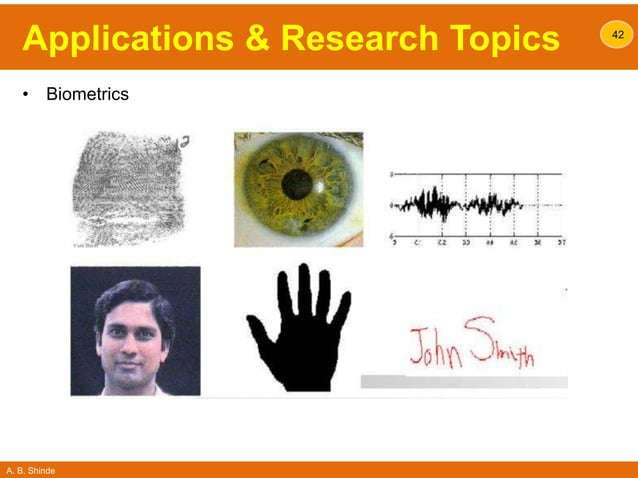 Applications & Research Topics
42
• Biometrics
John Smith
A. B. Shinde